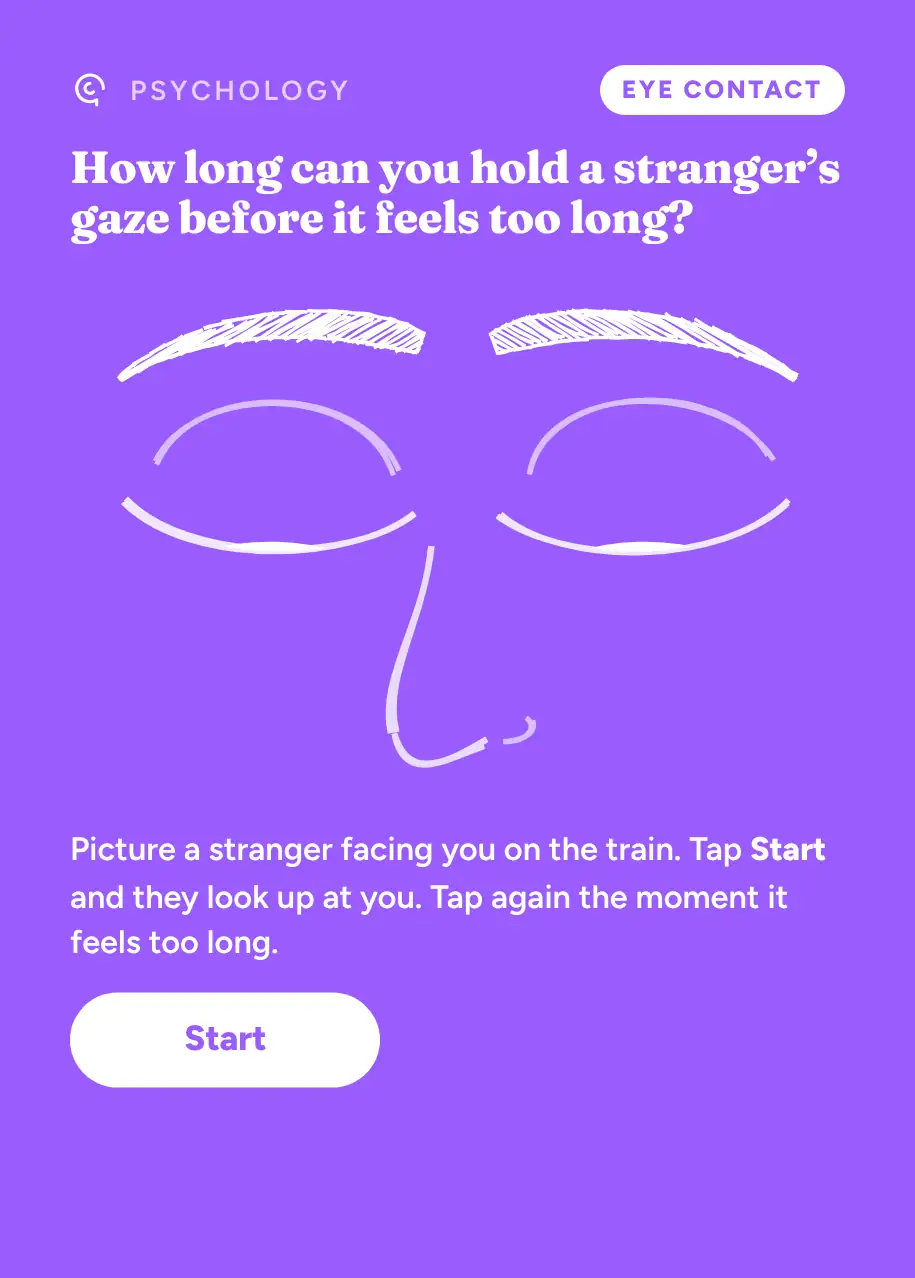 PSYCHOLOGY
EYE CONTACT
How long can you hold a stranger’s
gaze before it feels too long?
Picture a stranger facing you on the train. Tap Start
and they look up at you. Tap again the moment it
feels too long.
Start